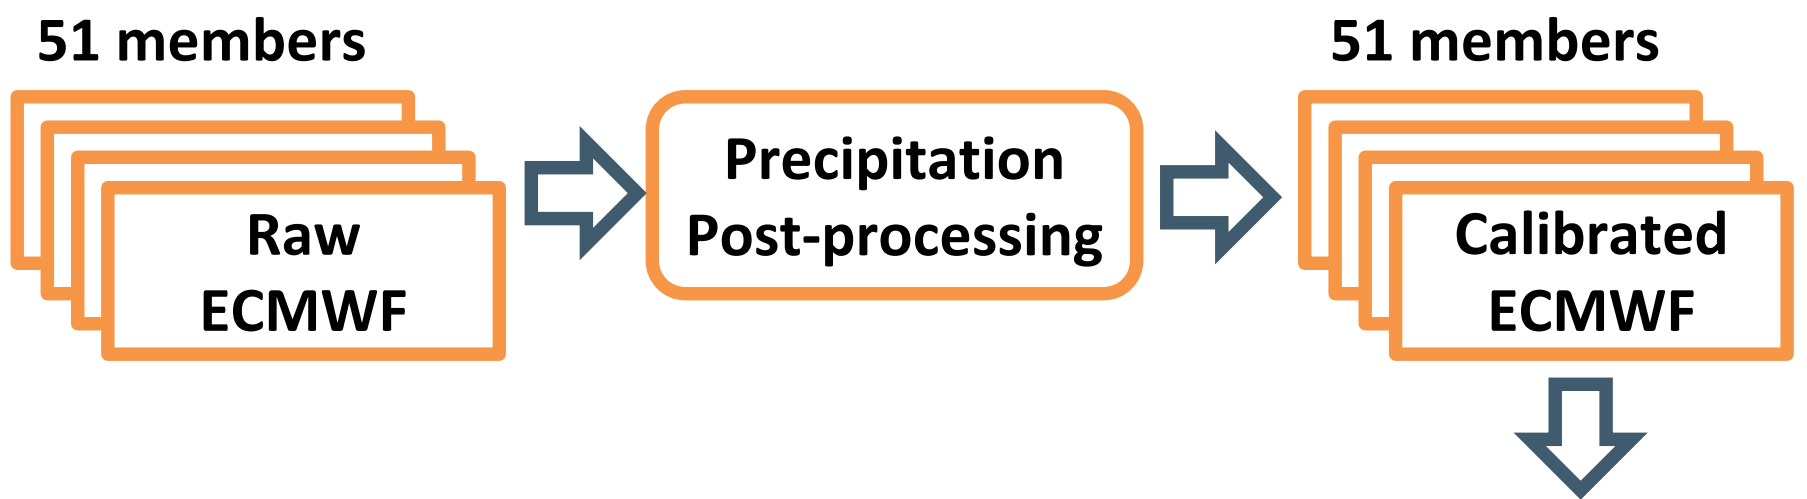 51 members
Raw
ECMWF
Precipitation
Post-processing
51 members
Calibrated
ECMWF